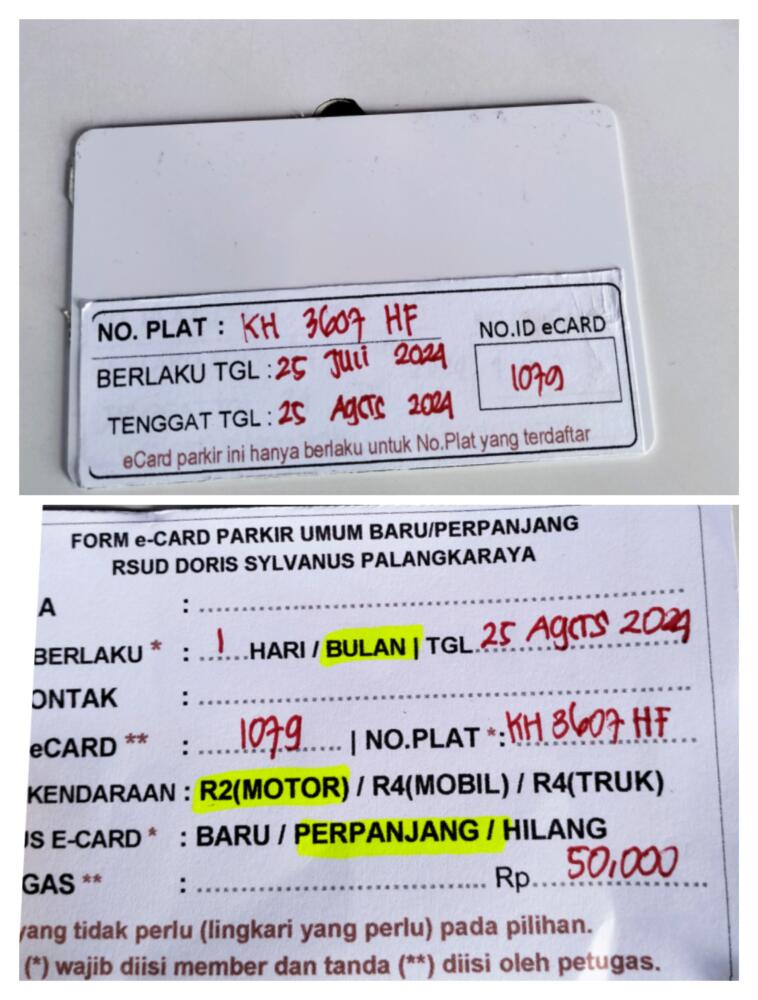 NO. PLAT : KH 3607 HF
NO.ID eCARD
BERLAKU TGL : 25 Juli 2024
1079
TENGGAT TGL : 25 Agcts 2024
eCard parkir ini hanya berlaku untuk No.Plat yang terdaftar
FORM e-CARD PARKIR UMUM BARU/PERPANJANG
RSUD DORIS SYLVANUS PALANGKARAYA
A : ........................................
BERLAKU * : 1 HARI / BULAN | TGL. 25 Agcts 2024
ONTAK : ........................................
eCARD ** : 1079 | NO.PLAT *: KH 3607 HF
KENDARAAN : R2(MOTOR) / R4(MOBIL) / R4(TRUK)
US E-CARD * : BARU / PERPANJANG / HILANG
GAS ** : ........................ Rp. 50,000
yang tidak perlu (lingkari yang perlu) pada pilihan.
(*) wajib diisi member dan tanda (**) diisi oleh petugas.